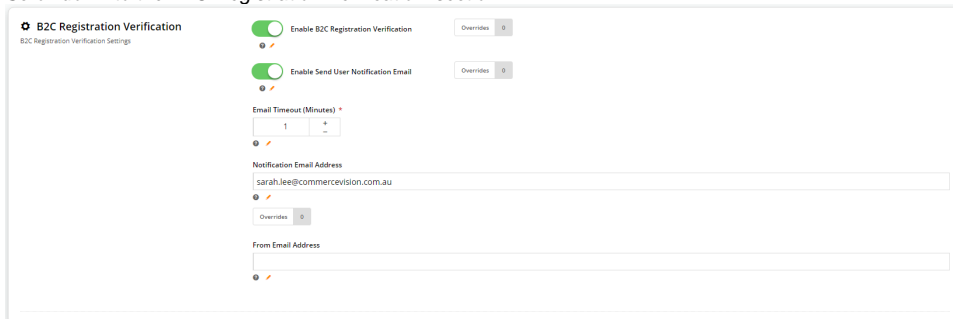 B2C Registration Verification
B2C Registration Verification Settings
Enable B2C Registration Verification
Overrides 0
Enable Send User Notification Email
Overrides 0
Email Timeout (Minutes) *
1 + −
Notification Email Address
sarah.lee@commercevision.com.au
Overrides 0
From Email Address